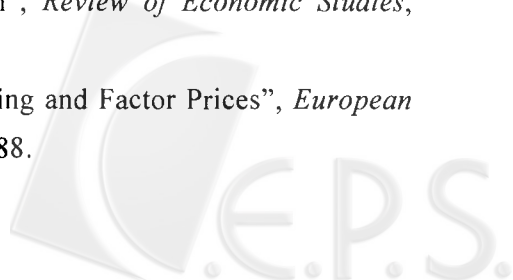 ”, Review of Economic Studies,
ing and Factor Prices”, European
88.
C.E.P.S.